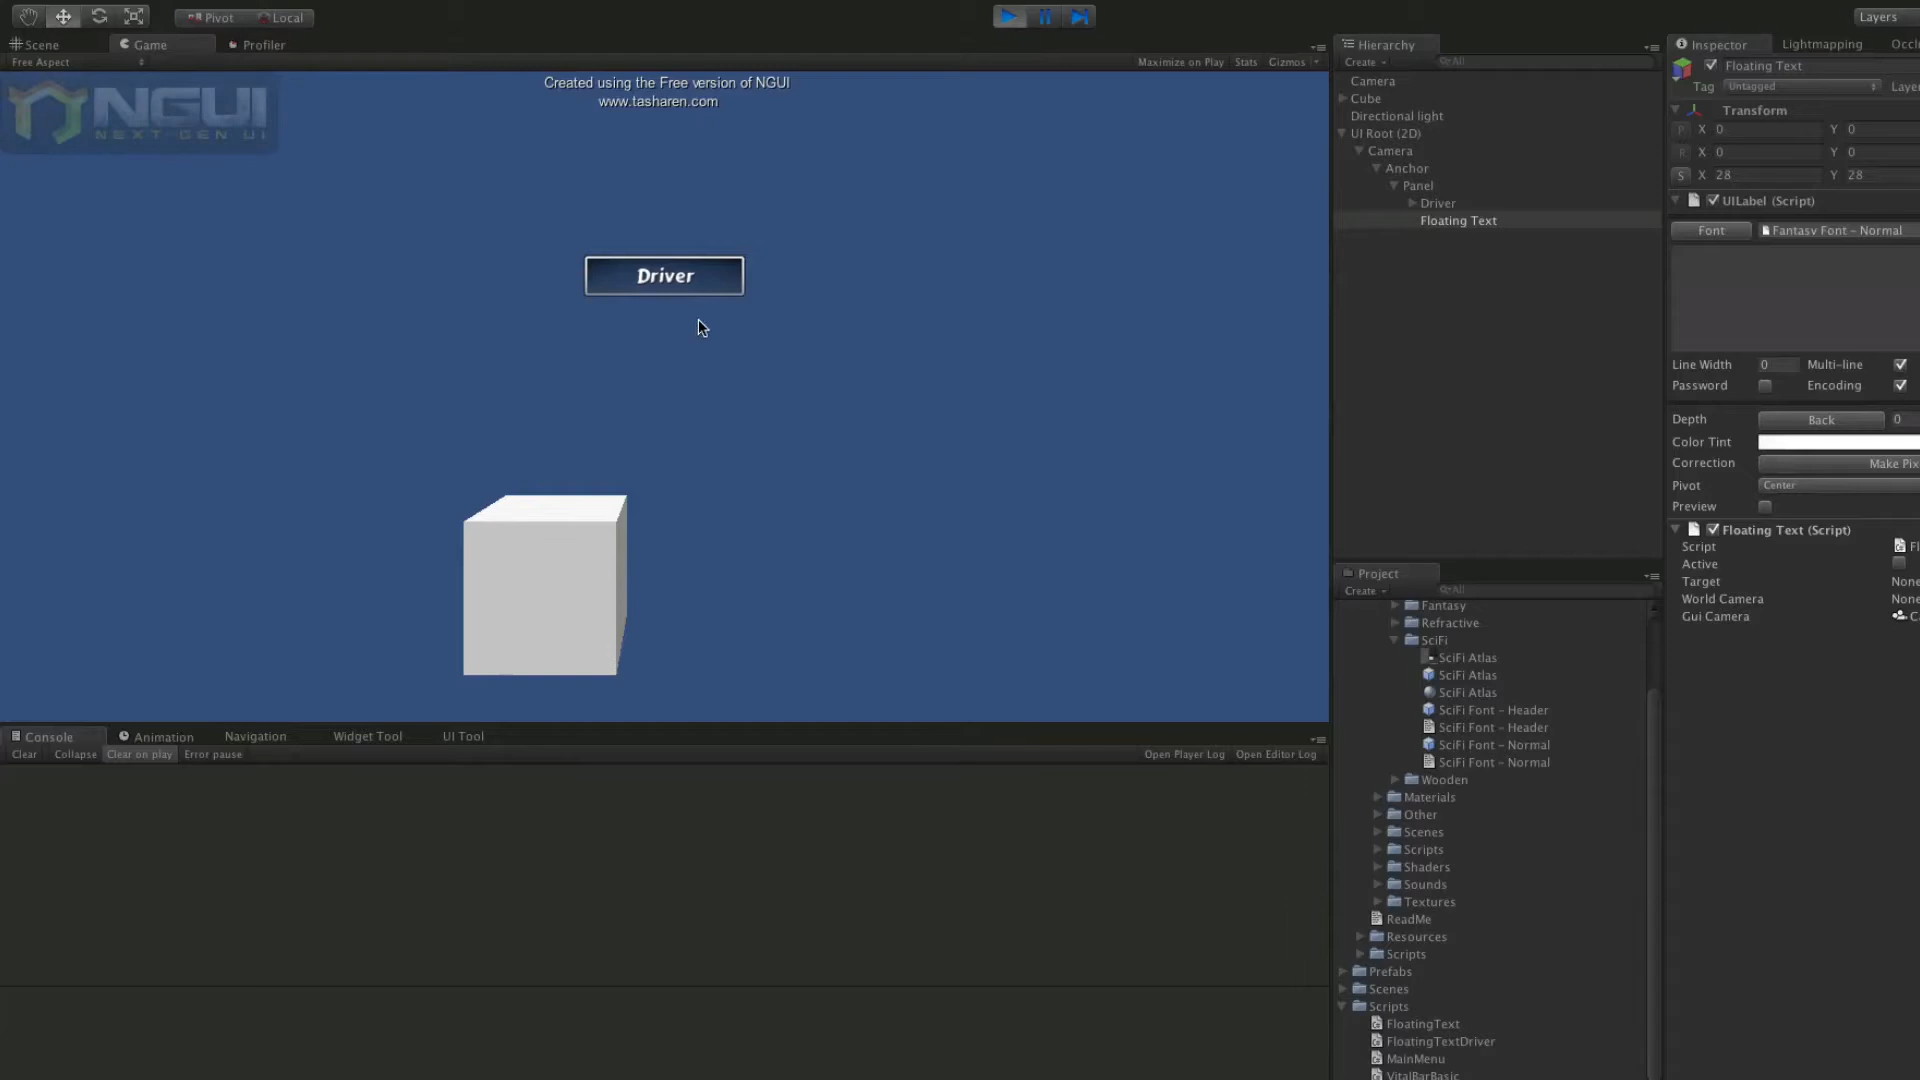 Pivot Local
Layers
Scene Game Profiler
Hierarchy
Inspector Lightmapping
Free Aspect
Maximize on Play Stats Gizmos
Create All
Floating Text
Tag Untagged
NGUI
NEXT-GEN UI
Created using the Free version of NGUI
www.tasharen.com
Camera
Cube
Directional light
UI Root (2D)
Camera
Anchor
Panel
Driver
Floating Text
Transform
P X 0 Y 0
R X 0 Y 0
S X 28 Y 28
UILabel (Script)
Font Fantasy Font - Normal
Driver
Line Width 0 Multi-line
Password Encoding
Depth Back 0
Color Tint
Correction Make Pix
Pivot Center
Preview
Floating Text (Script)
Script Fl
Active
Target None
World Camera None
Gui Camera
Project
Create All
Fantasy
Refractive
SciFi
SciFi Atlas
SciFi Atlas
SciFi Atlas
SciFi Font - Header
SciFi Font - Header
SciFi Font - Normal
SciFi Font - Normal
Wooden
Materials
Other
Scenes
Scripts
Shaders
Sounds
Textures
ReadMe
Resources
Scripts
Prefabs
Scenes
Scripts
FloatingText
FloatingTextDriver
MainMenu
VitalBarBasic
Console Animation Navigation Widget Tool UI Tool
Clear Collapse Clear on play Error pause
Open Player Log Open Editor Log